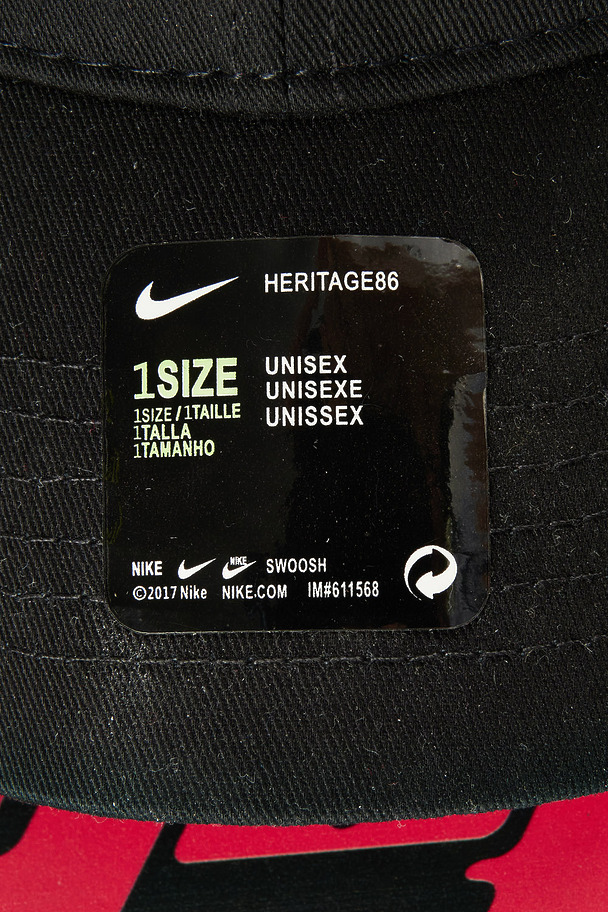 HERITAGE86
1SIZE
1SIZE / 1TAILLE
1TALLA
1TAMANHO
UNISEX
UNISEXE
UNISSEX
NIKE NIKE SWOOSH
©2017 Nike NIKE.COM IM#611568